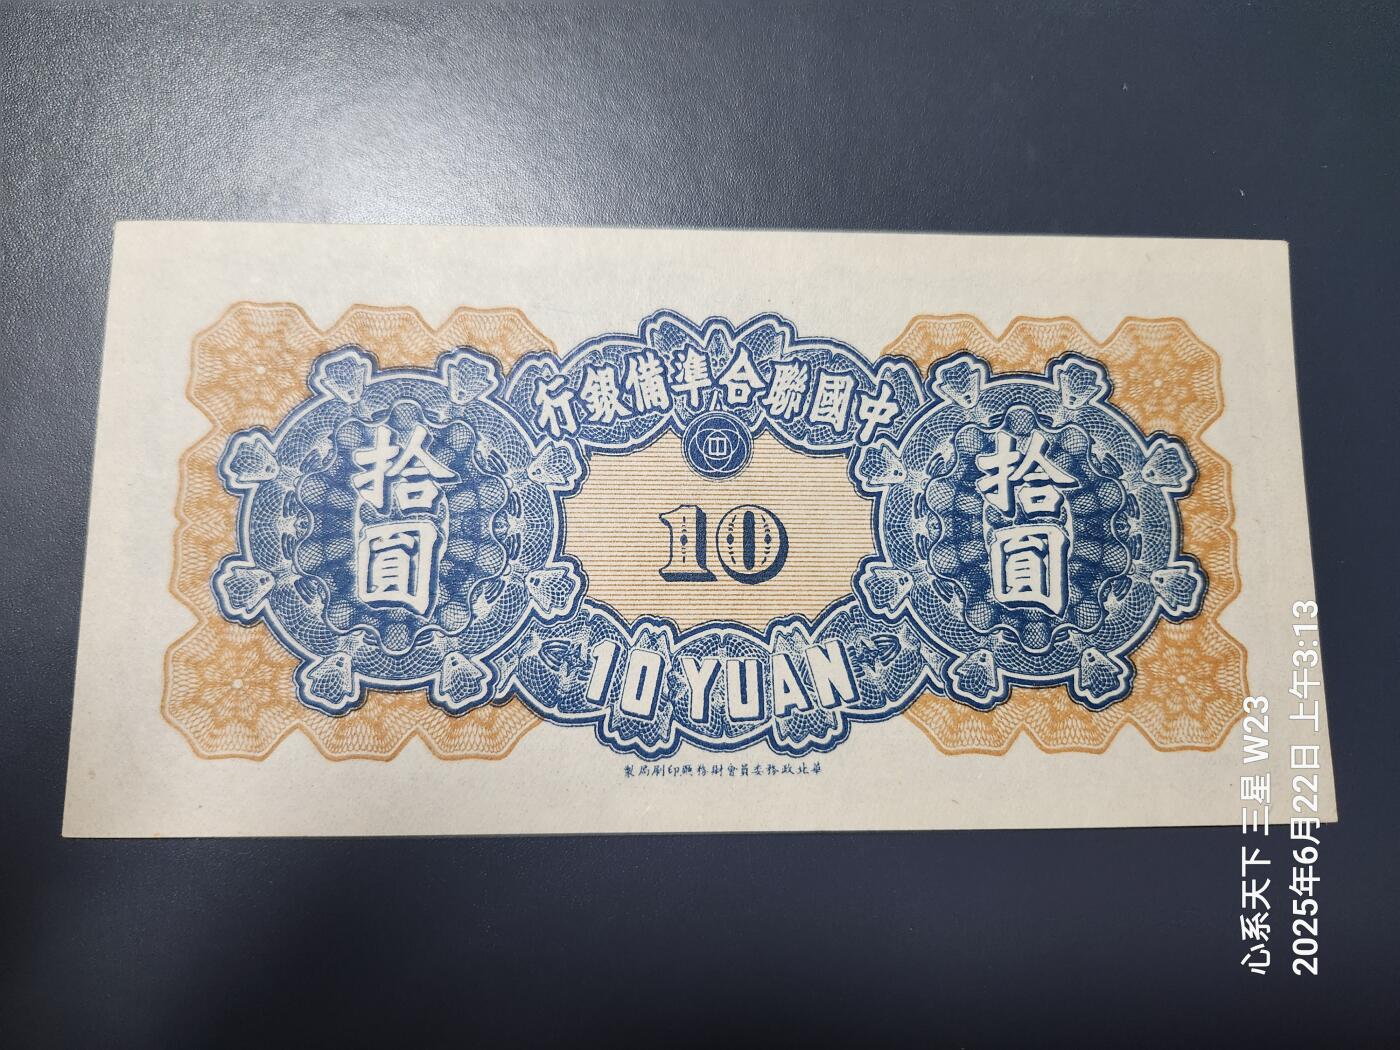 中國聯合準備銀行
拾圓
10
拾圓
10 YUAN
華北政務委員會財務廳印刷局製
心系天下 三星 W23
2025年6月22日 上午3:13